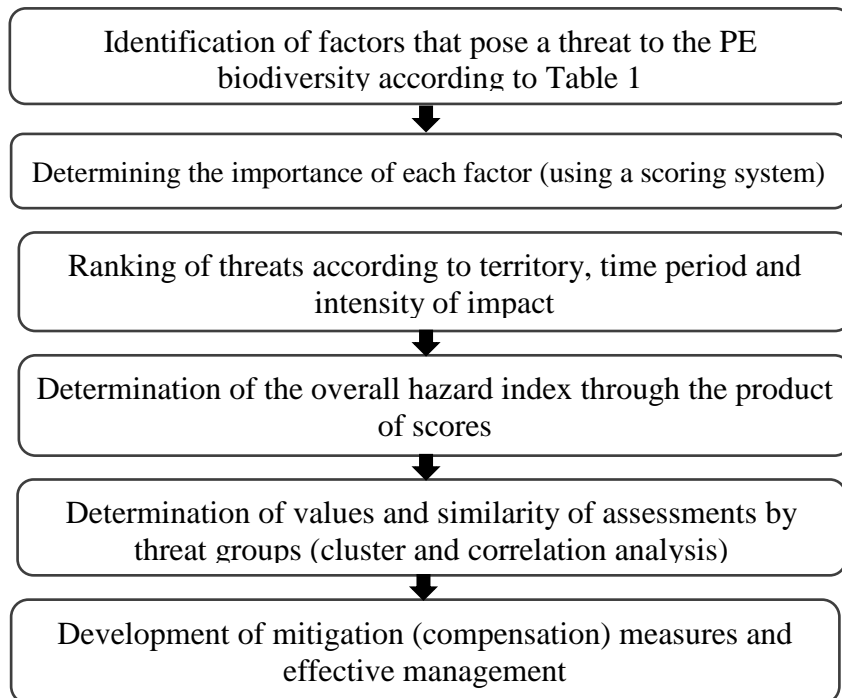 Identification of factors that pose a threat to the PE
biodiversity according to Table 1
Determining the importance of each factor (using a scoring system)
Ranking of threats according to territory, time period and
intensity of impact
Determination of the overall hazard index through the product
of scores
Determination of values and similarity of assessments by
threat groups (cluster and correlation analysis)
Development of mitigation (compensation) measures and
effective management